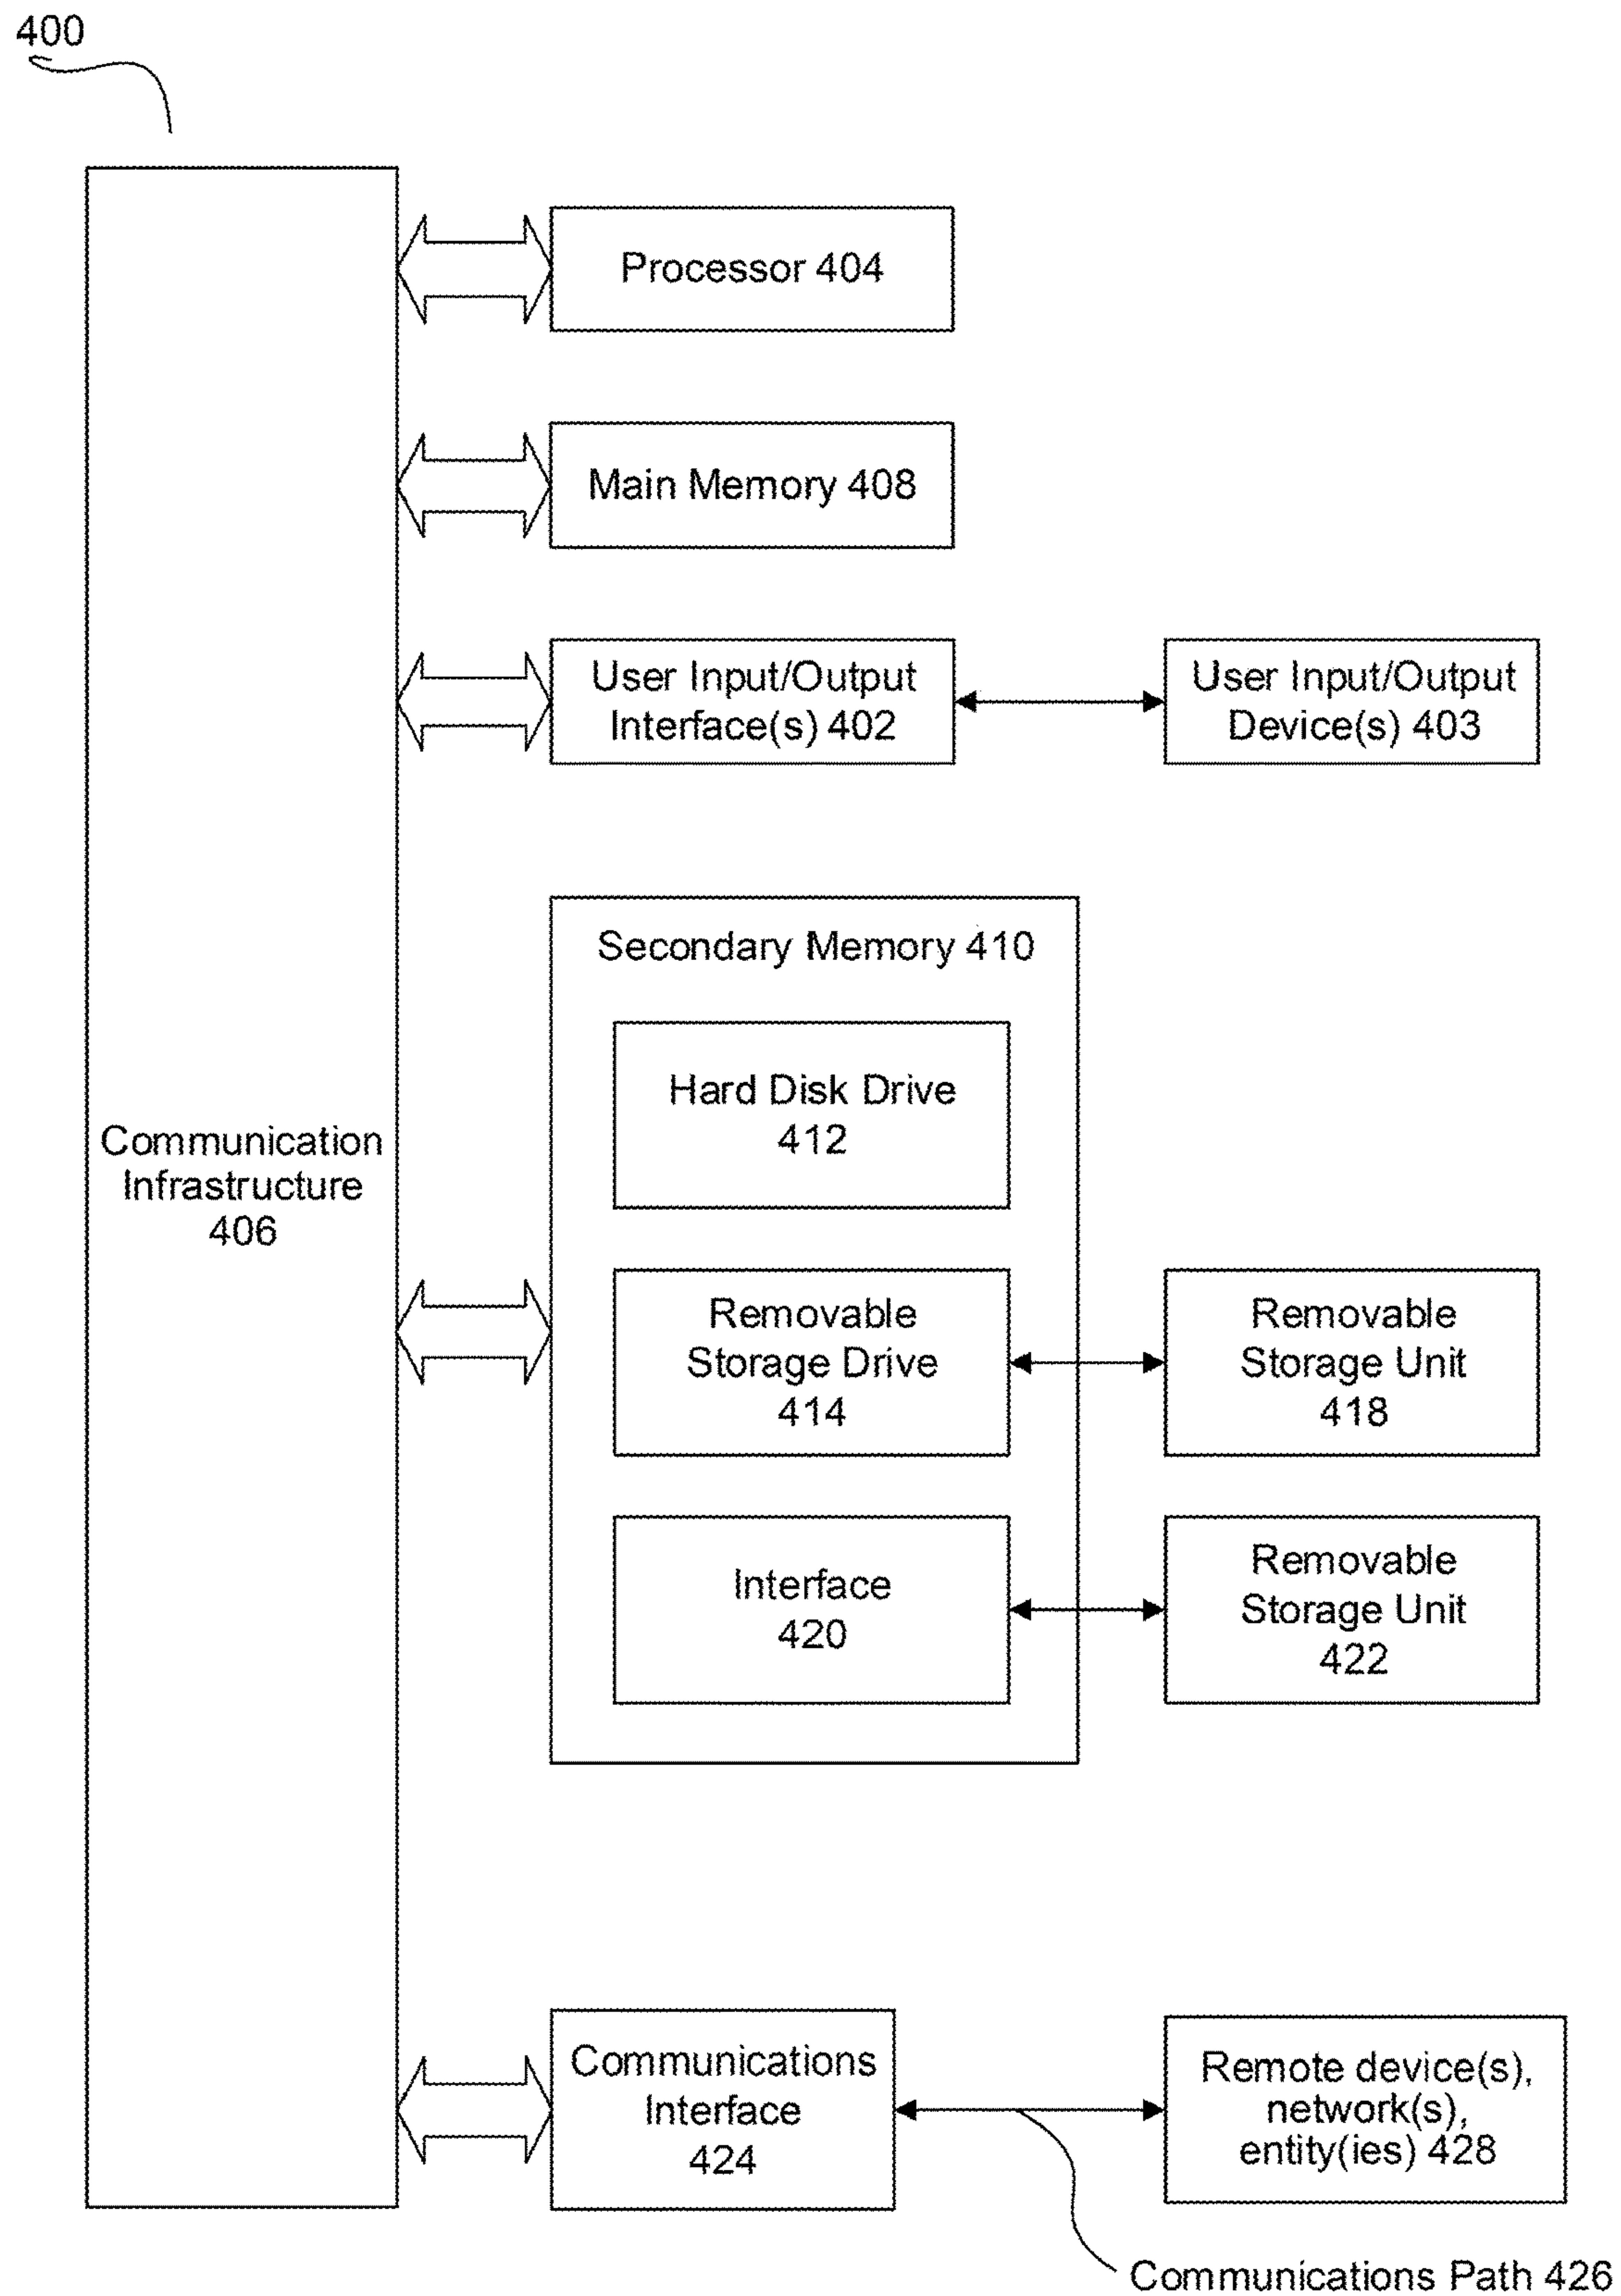 400
Processor 404
Main Memory 408
User Input/Output
Interface(s) 402
User Input/Output
Device(s) 403
Secondary Memory 410
Hard Disk Drive
412
Communication
Infrastructure
406
Removable
Storage Drive
414
Removable
Storage Unit
418
Interface
420
Removable
Storage Unit
422
Communications
Interface
424
Remote device(s),
network(s),
entity(ies) 428
Communications Path 426